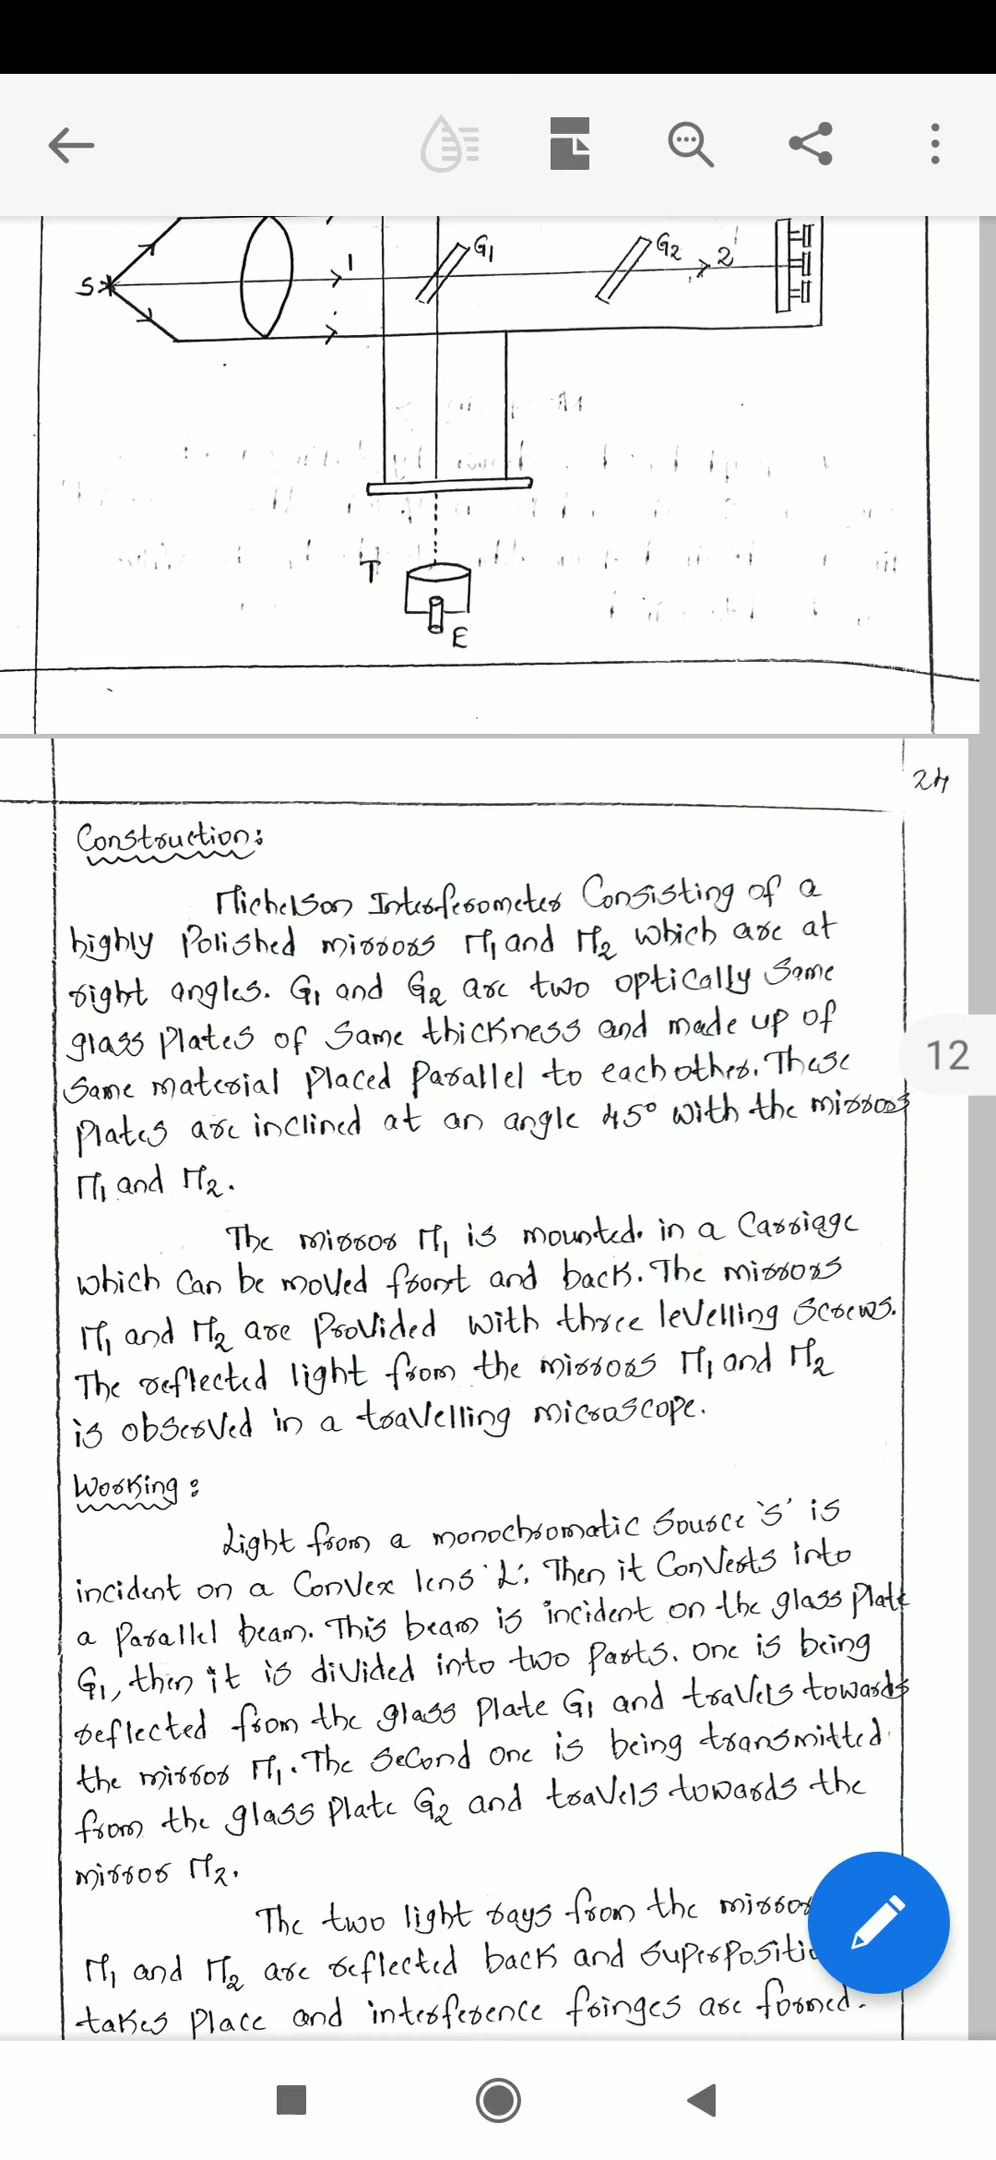 S
1
G1
G2
2
T
E
24
Construction:
Michelson Interferometer Consisting of a
highly Polished mirrors M1 and M2 which are at
right angles. G1 and G2 are two optically Same
glass Plates of Same thickness and made up of
Same material Placed Parallel to each other. These
Plates are inclined at an angle 45° with the mirrors
M1 and M2.
12
The mirror M1 is mounted. in a Carriage
which Can be moved front and back. The mirrors
M1 and M2 are Provided with three levelling Screws.
The reflected light from the mirrors M1 and M2
is observed in a travelling microscope.
Working:
Light from a monochromatic Source 'S' is
incident on a Convex lens 'L'. Then it Converts into
a Parallel beam. This beam is incident on the glass Plate
G1, then it is divided into two Parts. One is being
reflected from the glass Plate G1 and travels towards
the mirror M1. The Second one is being transmitted
from the glass Plate G2 and travels towards the
mirror M2.
The two light rays from the mirror
M1 and M2 are reflected back and Superpositio
takes Place and interference fringes are formed.